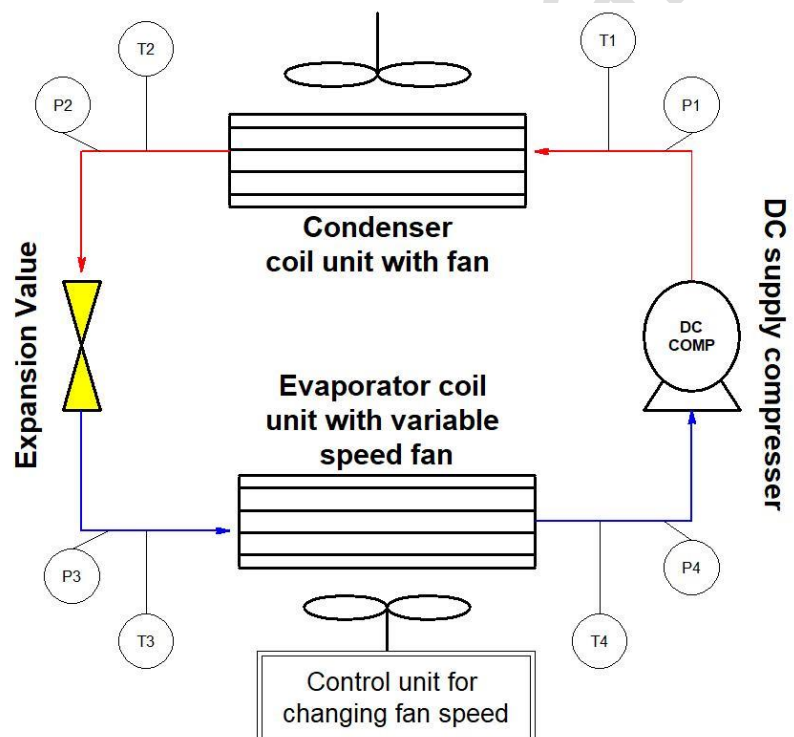 T2
T1
P2
P1
Condenser
coil unit with fan
Expansion Value
DC
COMP
DC supply compresser
Evaporator coil
unit with variable
speed fan
P3
P4
T3
T4
Control unit for
changing fan speed